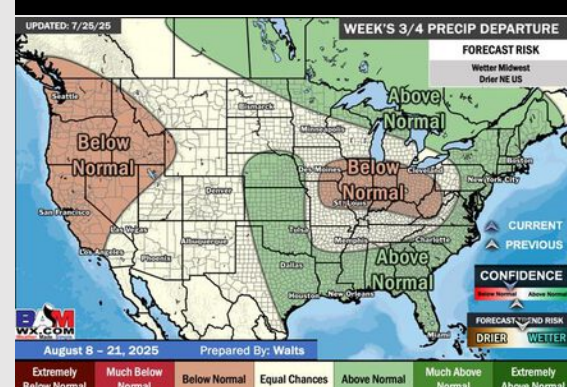 UPDATED: 7/25/25
WEEK'S 3/4 PRECIP DEPARTURE
FORECAST RISK
Wetter Midwest
Drier NE US
Seattle
Bismarck
Above
Normal
Minneapolis
Boston
Below
Normal
Des Moines
Below
Normal
Cleveland
New York City
Denver
St. Louis
San Francisco
Las Vegas
Tulsa
Memphis
Charlotte
CURRENT
PREVIOUS
Los Angeles
Albuquerque
Phoenix
Dallas
Above
Normal
CONFIDENCE
Below Normal Above Normal
Houston
New Orleans
FORECAST TREND RISK
DRIER WETTER
Miami
BAM
WX.COM
August 8 – 21, 2025 Prepared By: Walts
Extremely
Below Normal
Much Below
Normal
Below Normal
Equal Chances
Above Normal
Much Above
Normal
Extremely
Above Normal